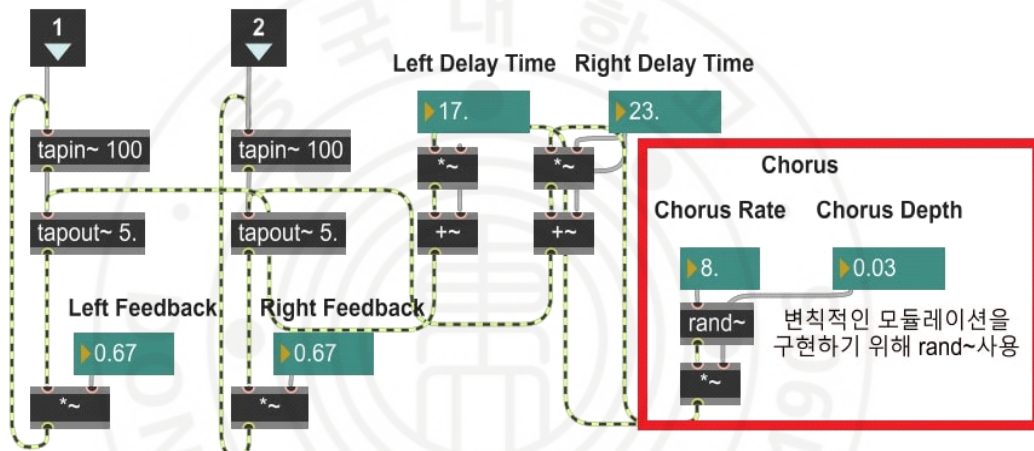 1
2
Left Delay Time
Right Delay Time
17.
23.
tapin~ 100
tapin~ 100
*~
*~
tapout~ 5.
tapout~ 5.
+~
+~
Left Feedback
Right Feedback
0.67
0.67
*~
*~
Chorus
Chorus Rate
Chorus Depth
8.
0.03
rand~
변칙적인 모듈레이션을
구현하기 위해 rand~사용
*~